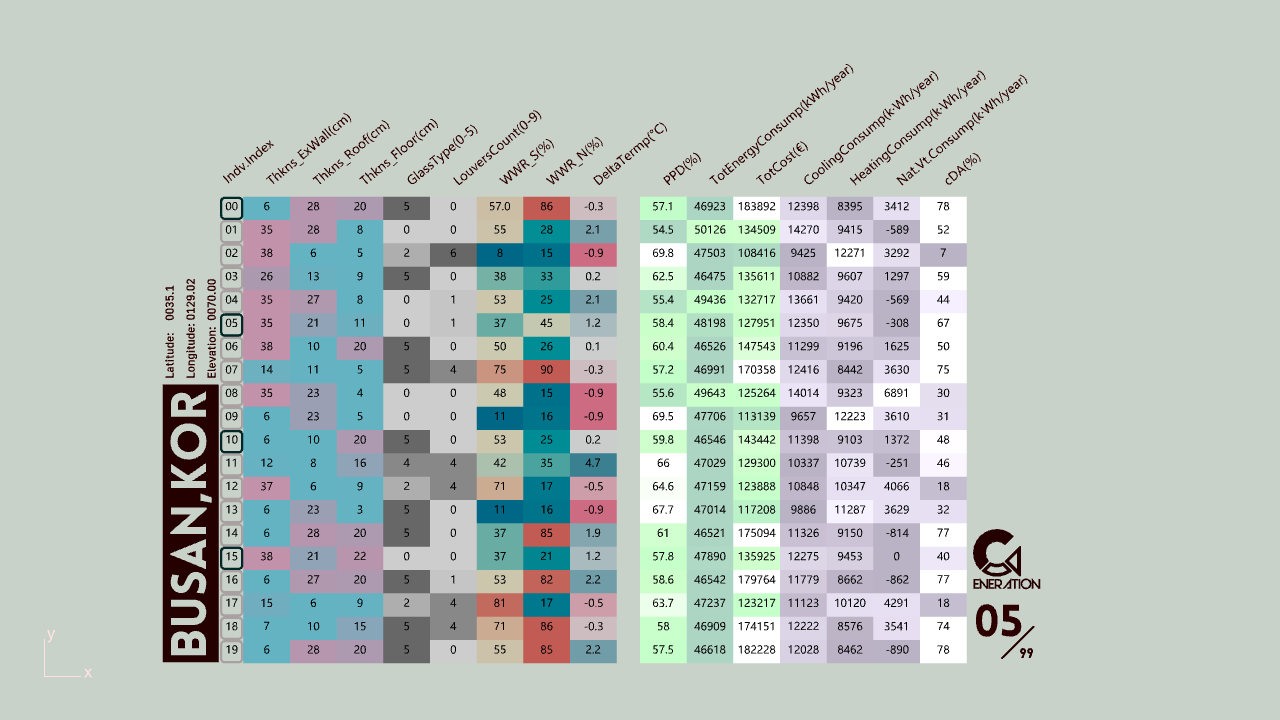 Indv.Index Thkns_ExWall(cm) Thkns_Roof(cm) Thkns_Floor(cm) GlassType(0-5) LouversCount(0-9) WWR_S(%) WWR_N(%) DeltaTermp(°C) PPD(%) TotEnergyConsump(kWh/year) TotCost(€) CoolingConsump(k·Wh/year) HeatingConsump(k·Wh/year) Nat.Vt.Consump(k·Wh/year) cDA(%)
00 6 28 20 5 0 57.0 86 -0.3 57.1 46923 183892 12398 8395 3412 78
01 35 28 8 0 0 55 28 2.1 54.5 50126 134509 14270 9415 -589 52
02 38 6 5 2 6 8 15 -0.9 69.8 47503 108416 9425 12271 3292 7
03 26 13 9 5 0 38 33 0.2 62.5 46475 135611 10882 9607 1297 59
04 35 27 8 0 1 53 25 2.1 55.4 49436 132717 13661 9420 -569 44
05 35 21 11 0 1 37 45 1.2 58.4 48198 127951 12350 9675 -308 67
06 38 10 20 5 0 50 26 0.1 60.4 46526 147543 11299 9196 1625 50
07 14 11 5 5 4 75 90 -0.3 57.2 46991 170358 12416 8442 3630 75
08 35 23 4 0 0 48 15 -0.9 55.6 49643 125264 14014 9323 6891 30
09 6 23 5 0 0 11 16 -0.9 69.5 47706 113139 9657 12223 3610 31
10 6 10 20 5 0 53 25 0.2 59.8 46546 143442 11398 9103 1372 48
11 12 8 16 4 4 42 35 4.7 66 47029 129300 10337 10739 -251 46
12 37 6 9 2 4 71 17 -0.5 64.6 47159 123888 10848 10347 4066 18
13 6 23 3 5 0 11 16 -0.9 67.7 47014 117208 9886 11287 3629 32
14 6 28 20 5 0 37 85 1.9 61 46521 175094 11326 9150 -814 77
15 38 21 22 0 0 37 21 1.2 57.8 47890 135925 12275 9453 0 40
16 6 27 20 5 1 53 82 2.2 58.6 46542 179764 11779 8662 -862 77
17 15 6 9 2 4 81 17 -0.5 63.7 47237 123217 11123 10120 4291 18
18 7 10 15 5 4 71 86 -0.3 58 46909 174151 12222 8576 3541 74
19 6 28 20 5 0 55 85 2.2 57.5 46618 182228 12028 8462 -890 78
Latitude: 0035.1
Longitude: 0129.02
Elevation: 0070.00
BUSAN,KOR
ENERATION
05/99
y
x